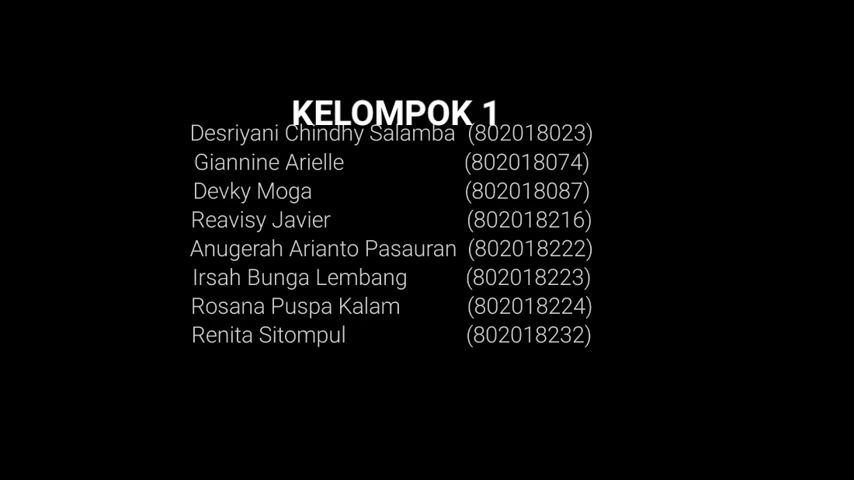 KELOMPOK 1
Desriyani Chindhy Salamba (802018023)
Giannine Arielle (802018074)
Devky Moga (802018087)
Reavisy Javier (802018216)
Anugerah Arianto Pasauran (802018222)
Irsah Bunga Lembang (802018223)
Rosana Puspa Kalam (802018224)
Renita Sitompul (802018232)